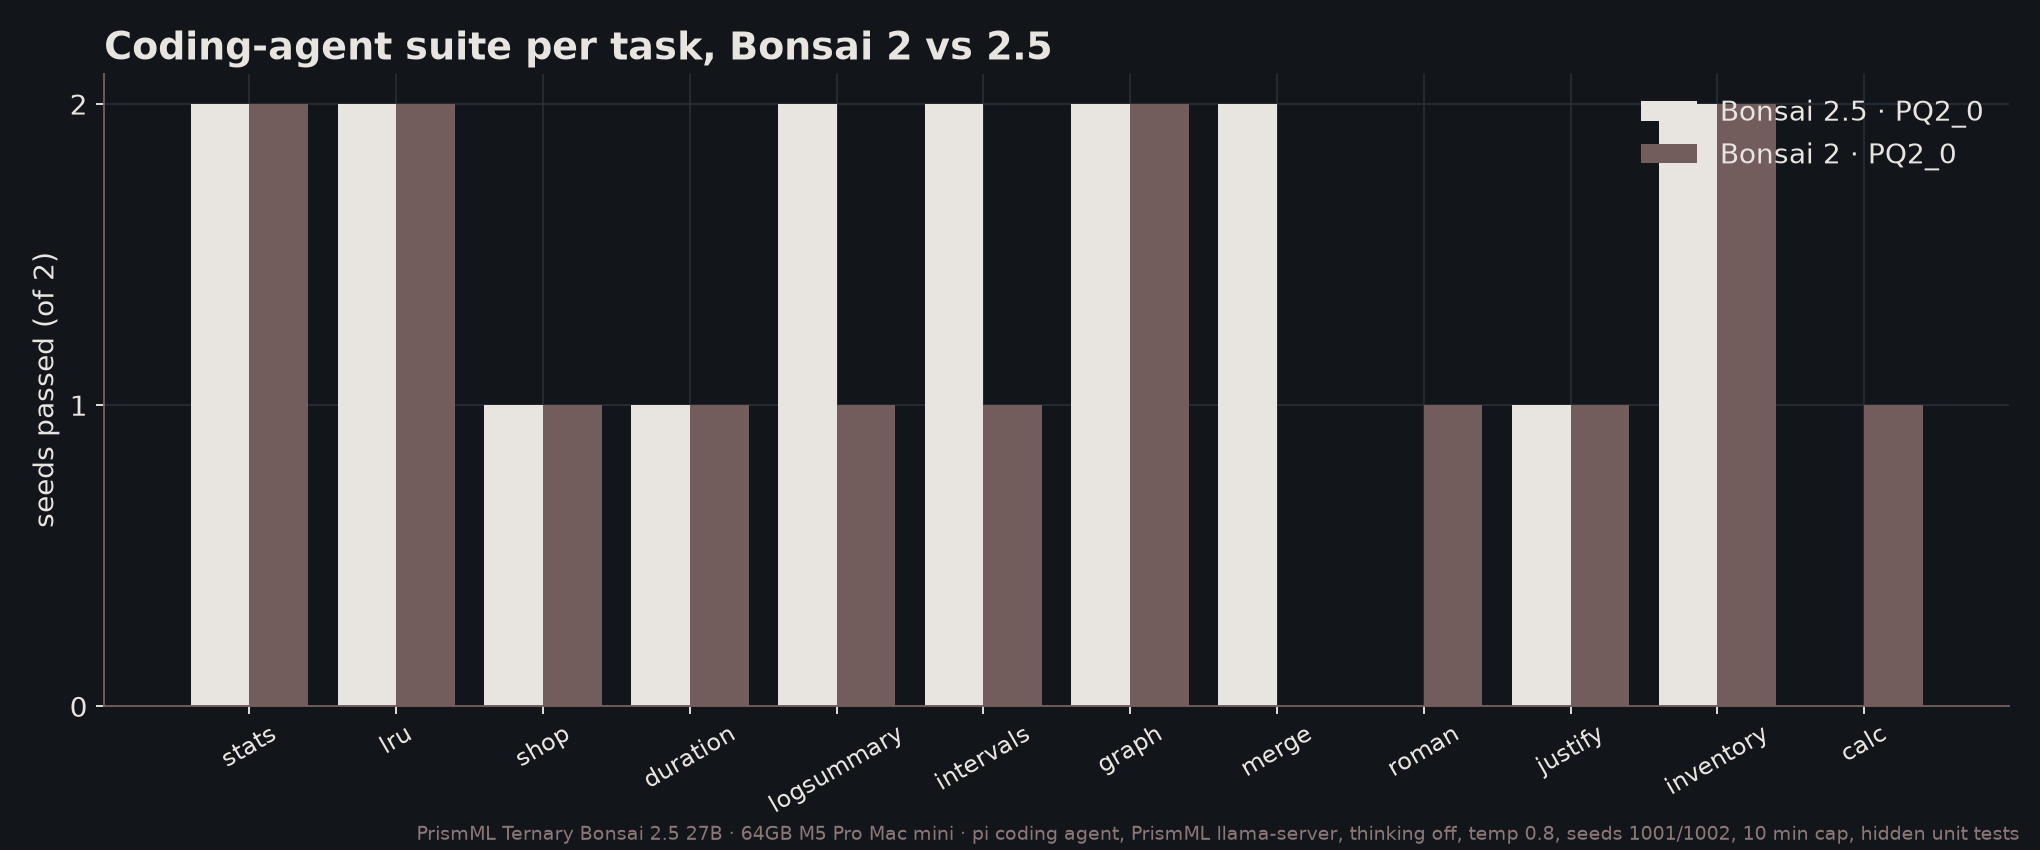 Coding-agent suite per task, Bonsai 2 vs 2.5
Bonsai 2.5 · PQ2_0
Bonsai 2 · PQ2_0
seeds passed (of 2)
2
1
0
stats
lru
shop
duration
logsummary
intervals
graph
merge
roman
justify
inventory
calc
PrismML Ternary Bonsai 2.5 27B · 64GB M5 Pro Mac mini · pi coding agent, PrismML llama-server, thinking off, temp 0.8, seeds 1001/1002, 10 min cap, hidden unit tests